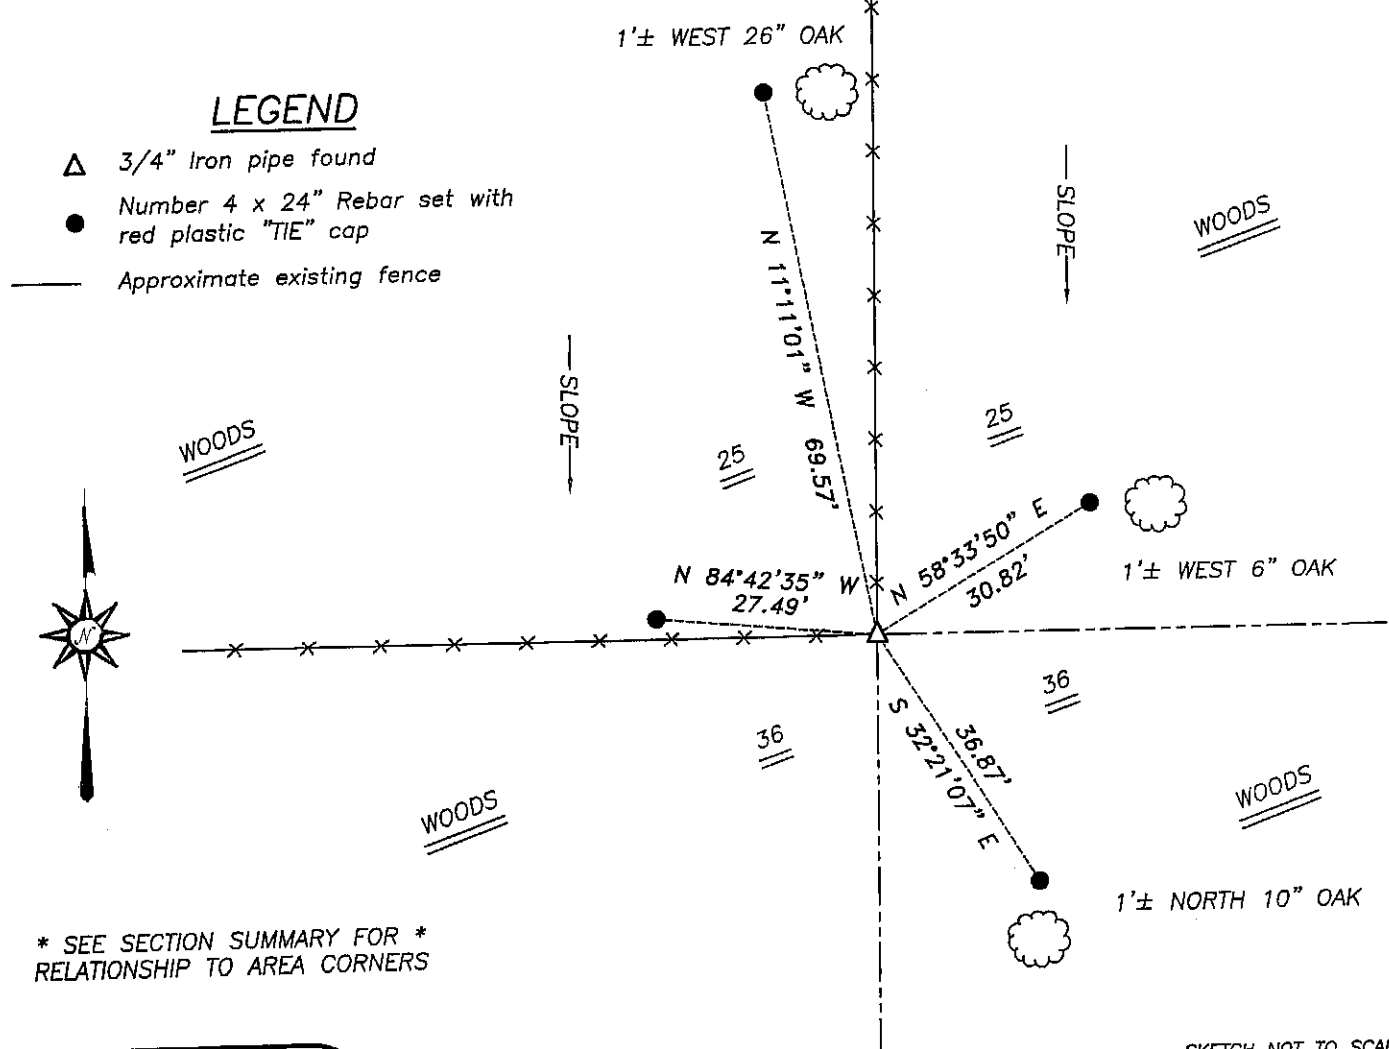 1'± WEST 26" OAK
LEGEND
3/4" Iron pipe found
Number 4 x 24" Rebar set with
red plastic "TIE" cap
Approximate existing fence
SLOPE
WOODS
N 11°11'01" W 69.57'
SLOPE
WOODS
25
25
N 58°33'50" E
30.82'
1'± WEST 6" OAK
N 84°42'35" W
27.49'
N
36
36
S 32°21'07" E
36.87'
WOODS
WOODS
1'± NORTH 10" OAK
* SEE SECTION SUMMARY FOR *
RELATIONSHIP TO AREA CORNERS
SKETCH NOT TO